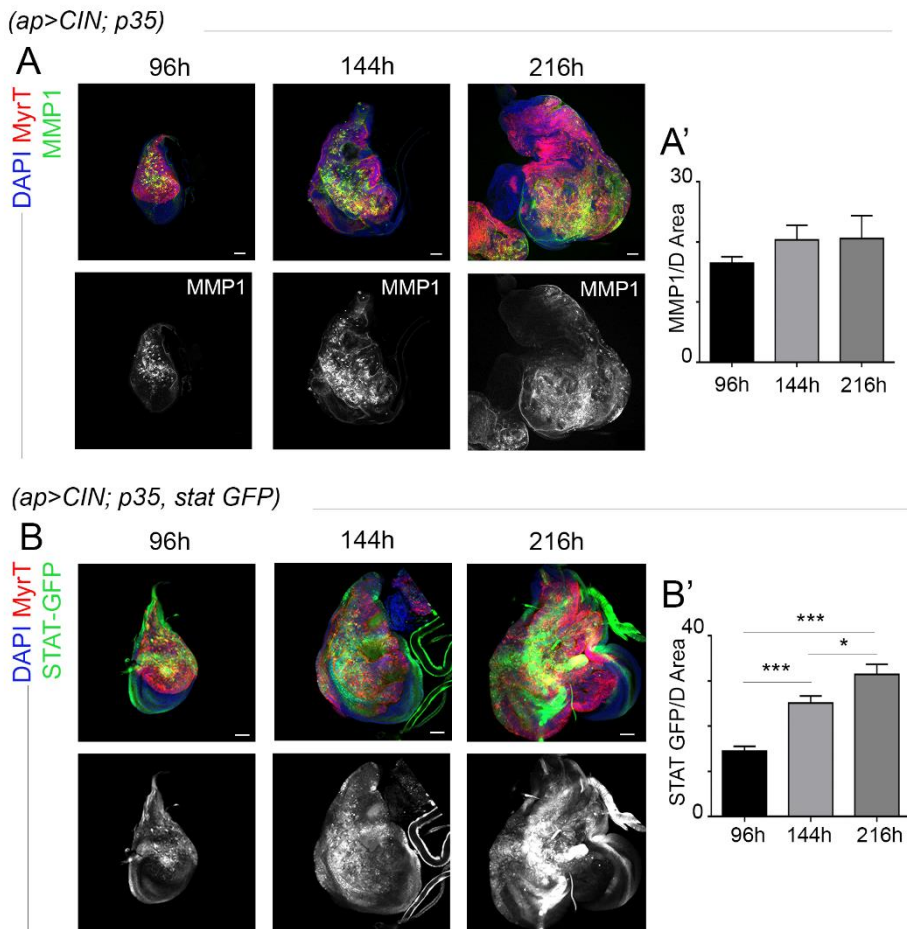 (ap>CIN; p35)
A
96h
144h
216h
DAPI MyrT
MMP1
MMP1
MMP1
MMP1
A'
30
0
MMP1/D Area
96h
144h
216h
(ap>CIN; p35, stat GFP)
B
96h
144h
216h
DAPI MyrT
STAT-GFP
B'
40
0
STAT GFP/D Area
***
***
*
96h
144h
216h